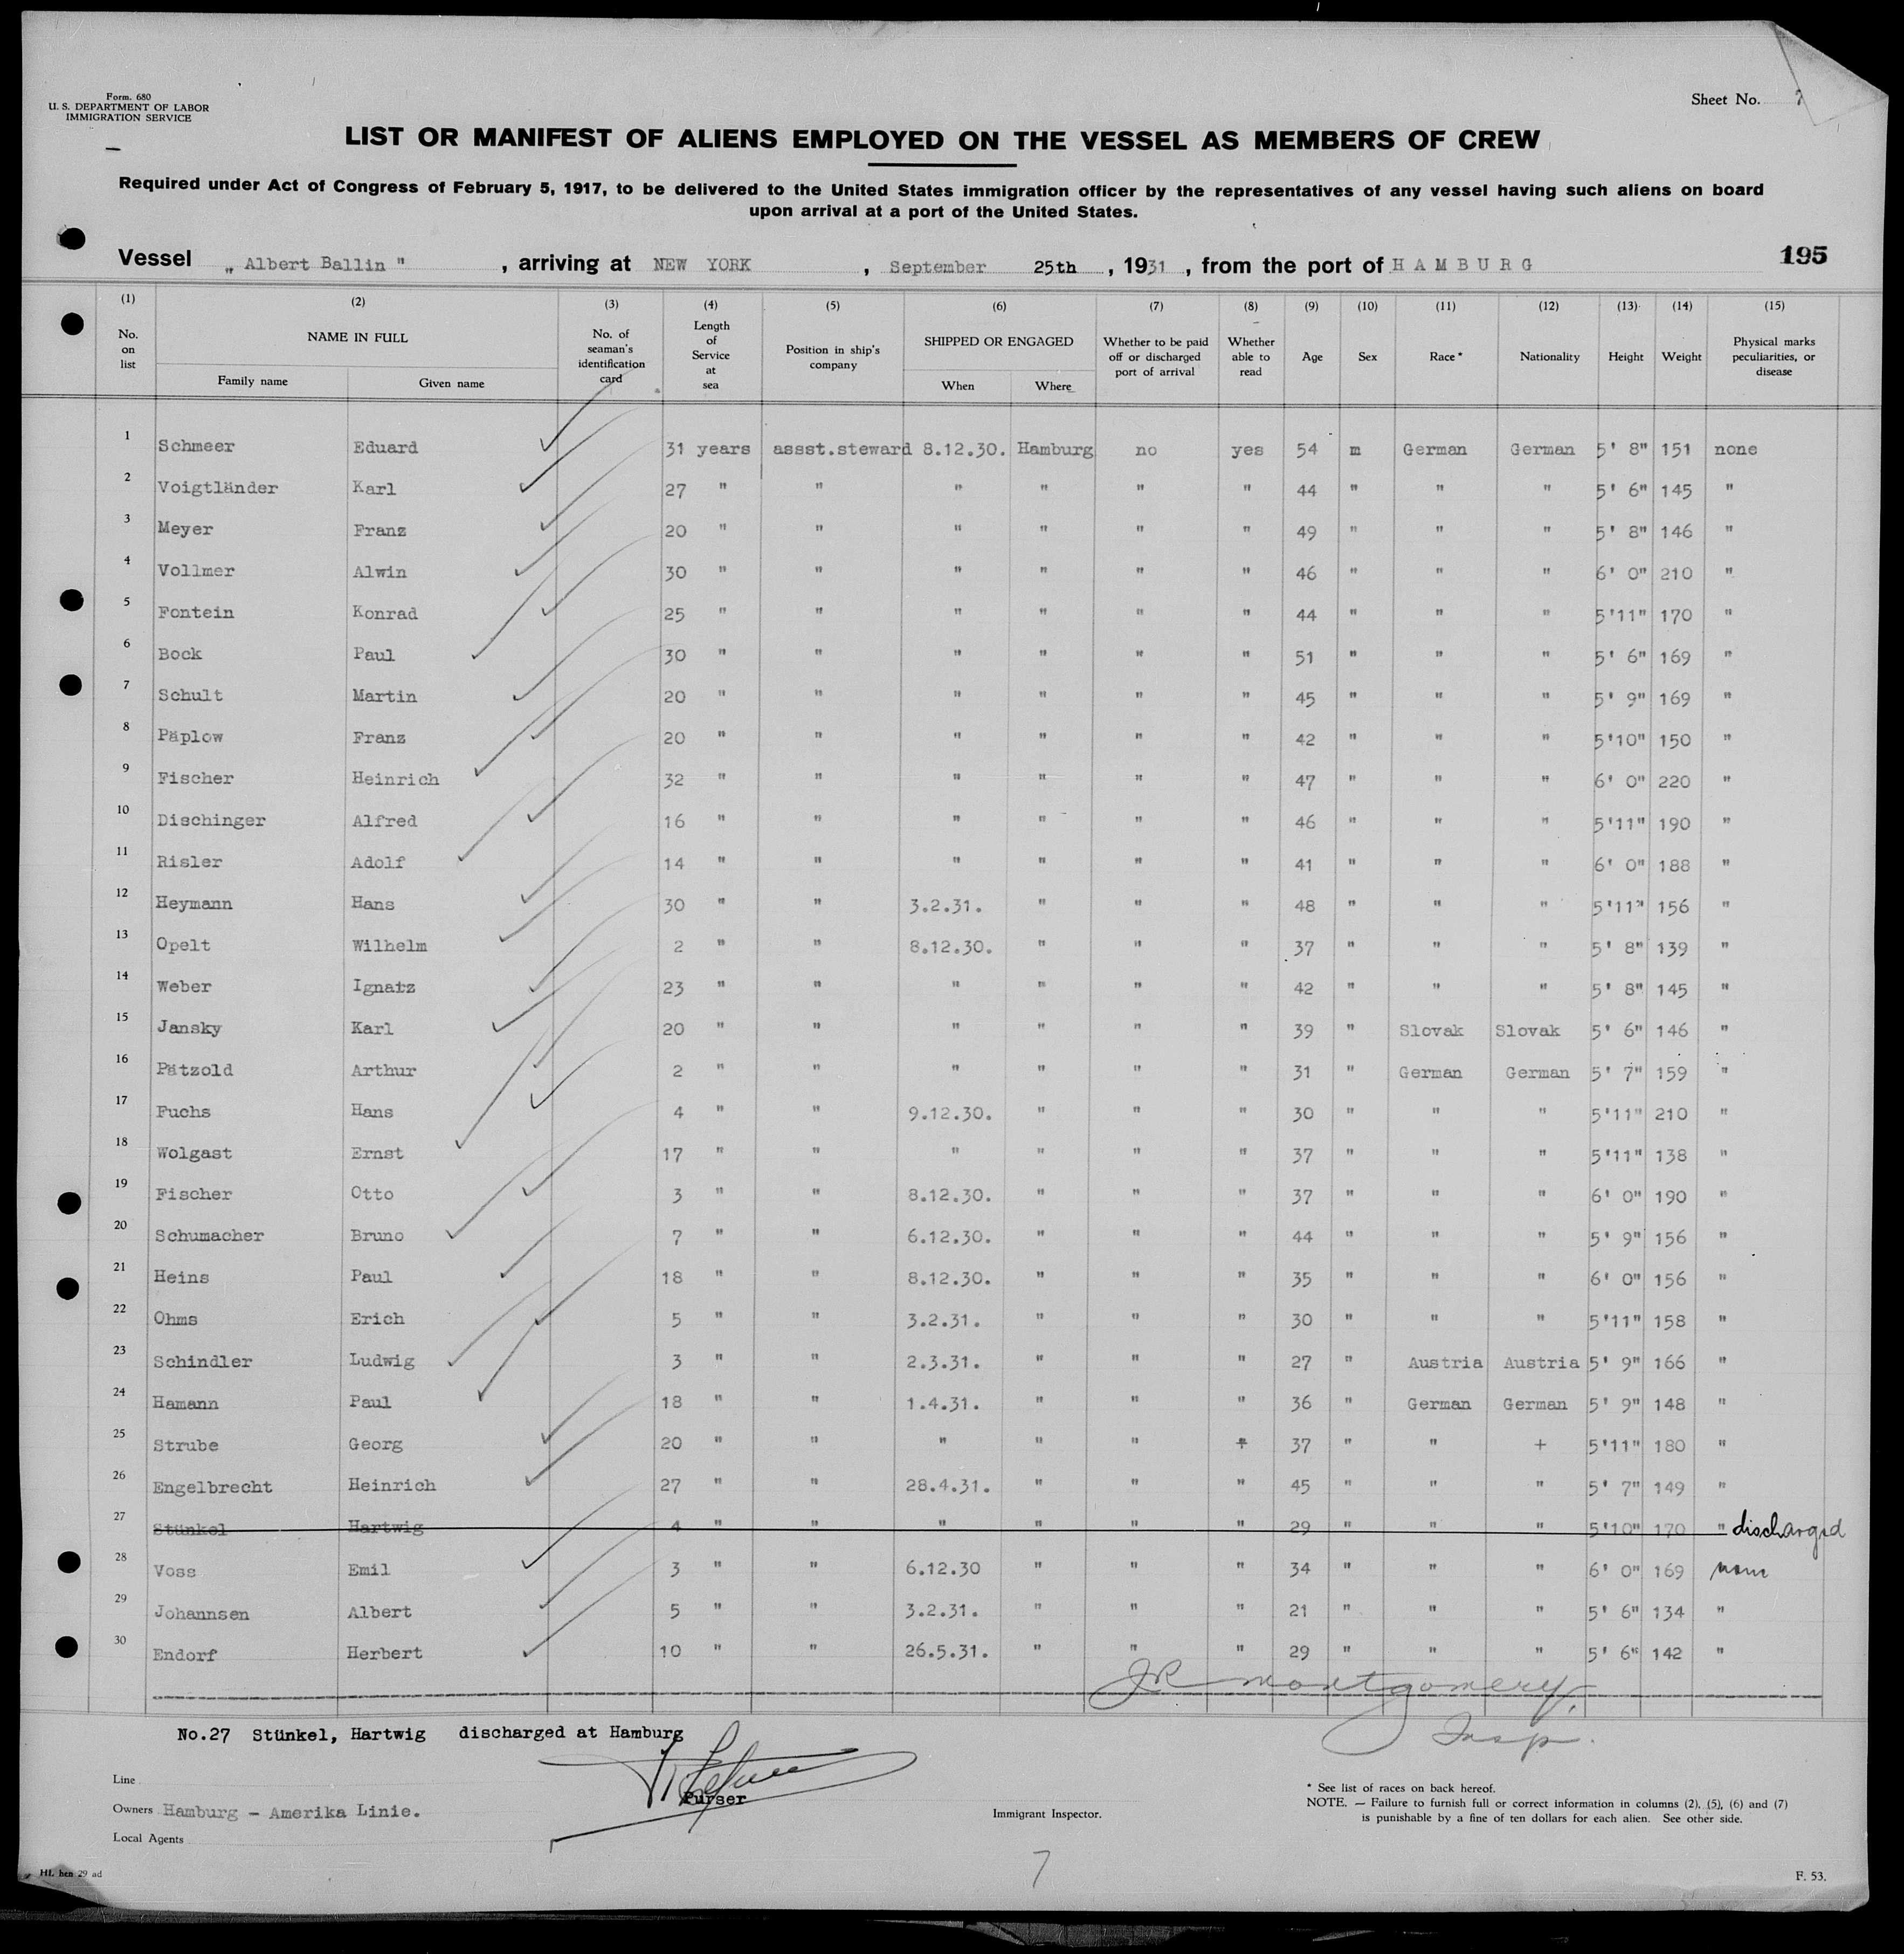 Form. 680
U. S. DEPARTMENT OF LABOR
IMMIGRATION SERVICE
Sheet No. 7
LIST OR MANIFEST OF ALIENS EMPLOYED ON THE VESSEL AS MEMBERS OF CREW
Required under Act of Congress of February 5, 1917, to be delivered to the United States immigration officer by the representatives of any vessel having such aliens on board
upon arrival at a port of the United States.
Vessel „ Albert Ballin " , arriving at NEW YORK , September 25th , 1931 , from the port of HAMBURG 195
(1) (2) (3) (4) (5) (6) (7) (8) (9) (10) (11) (12) (13) (14) (15)
No. on list NAME IN FULL Family name Given name No. of seaman's identification card Length of Service at sea Position in ship's company SHIPPED OR ENGAGED When Where Whether to be paid off or discharged port of arrival Whether able to read Age Sex Race* Nationality Height Weight Physical marks peculiarities, or disease
1 Schmeer Eduard 31 years assst.steward 8.12.30. Hamburg no yes 54 m German German 5' 8" 151 none
2 Voigtländer Karl 27 " " " " " " 44 " " " 5' 6" 145 "
3 Meyer Franz 20 " " " " " " 49 " " " 5' 8" 146 "
4 Vollmer Alwin 30 " " " " " " 46 " " " 6' 0" 210 "
5 Fontein Konrad 25 " " " " " " 44 " " " 5'11" 170 "
6 Bock Paul 30 " " " " " " 51 " " " 5' 6" 169 "
7 Schult Martin 20 " " " " " " 45 " " " 5' 9" 169 "
8 Päplow Franz 20 " " " " " " 42 " " " 5'10" 150 "
9 Fischer Heinrich 32 " " " " " " 47 " " " 6' 0" 220 "
10 Dischinger Alfred 16 " " " " " " 46 " " " 5'11" 190 "
11 Risler Adolf 14 " " " " " " 41 " " " 6' 0" 188 "
12 Heymann Hans 30 " " 3.2.31. " " " 48 " " " 5'11" 156 "
13 Opelt Wilhelm 2 " " 8.12.30. " " " 37 " " " 5' 8" 139 "
14 Weber Ignatz 23 " " " " " " 42 " " " 5' 8" 145 "
15 Jansky Karl 20 " " " " " " 39 " Slovak Slovak 5' 6" 146 "
16 Pätzold Arthur 2 " " " " " " 31 " German German 5' 7" 159 "
17 Fuchs Hans 4 " " 9.12.30. " " " 30 " " " 5'11" 210 "
18 Wolgast Ernst 17 " " " " " " 37 " " " 5'11" 138 "
19 Fischer Otto 3 " " 8.12.30. " " " 37 " " " 6' 0" 190 "
20 Schumacher Bruno 7 " " 6.12.30. " " " 44 " " " 5' 9" 156 "
21 Heins Paul 18 " " 8.12.30. " " " 35 " " " 6' 0" 156 "
22 Ohms Erich 5 " " 3.2.31. " " " 30 " " " 5'11" 158 "
23 Schindler Ludwig 3 " " 2.3.31. " " " 27 " Austria Austria 5' 9" 166 "
24 Hamann Paul 18 " " 1.4.31. " " " 36 " German German 5' 9" 148 "
25 Strube Georg 20 " " " " " + 37 " " + 5'11" 180 "
26 Engelbrecht Heinrich 27 " " 28.4.31. " " " 45 " " " 5' 7" 149 "
27 Stünkel Hartwig 4 " " " " " " 29 " " " 5'10" 170 " discharged
28 Voss Emil 3 " " 6.12.30 " " " 34 " " " 6' 0" 169 none
29 Johannsen Albert 5 " " 3.2.31. " " " 21 " " " 5' 6" 134 "
30 Endorf Herbert 10 " " 26.5.31. " " " 29 " " " 5' 6" 142 "
JR Montgomery,
Insp.
No.27 Stünkel, Hartwig discharged at Hamburg
Purser
Line
Owners Hamburg - Amerika Linie.
Local Agents
Immigrant Inspector.
* See list of races on back hereof.
NOTE. — Failure to furnish full or correct information in columns (2), (5), (6) and (7)
is punishable by a fine of ten dollars for each alien. See other side.
7
HL hen 29 ad
F. 53.